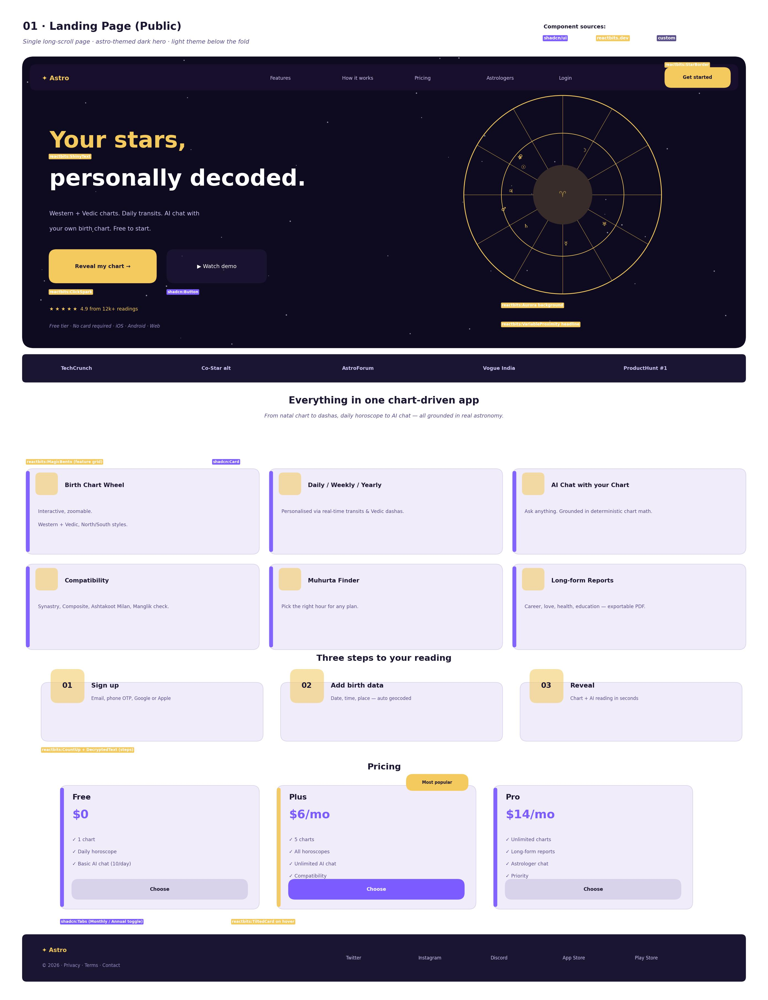 01 · Landing Page (Public)
Single long-scroll page · astro-themed dark hero · light theme below the fold
Component sources:
shadcn/ui reactbits.dev custom
reactbits:StarBorder
✦ Astro Features How it works Pricing Astrologers Login Get started
Your stars,
reactbits:ShinyText
personally decoded.
Western + Vedic charts. Daily transits. AI chat with
your own birth chart. Free to start.
Reveal my chart → ▶ Watch demo
reactbits:ClickSpark shadcn:Button
★ ★ ★ ★ ★ 4.9 from 12k+ readings
Free tier · No card required · iOS · Android · Web
☽
♆ ♀
☉
♃
♈
♂
♄
♅
☿
reactbits:Aurora background
reactbits:VariableProximity headline
TechCrunch Co-Star alt AstroForum Vogue India ProductHunt #1
Everything in one chart-driven app
From natal chart to dashas, daily horoscope to AI chat — all grounded in real astronomy.
reactbits:MagicBento (feature grid) shadcn:Card
Birth Chart Wheel
Interactive, zoomable.
Western + Vedic, North/South styles.
Daily / Weekly / Yearly
Personalised via real-time transits & Vedic dashas.
AI Chat with your Chart
Ask anything. Grounded in deterministic chart math.
Compatibility
Synastry, Composite, Ashtakoot Milan, Manglik check.
Muhurta Finder
Pick the right hour for any plan.
Long-form Reports
Career, love, health, education — exportable PDF.
Three steps to your reading
01 Sign up
Email, phone OTP, Google or Apple
02 Add birth data
Date, time, place — auto geocoded
03 Reveal
Chart + AI reading in seconds
reactbits:CountUp + DecryptedText (steps)
Pricing
Free
$0
✓ 1 chart
✓ Daily horoscope
✓ Basic AI chat (10/day)
Choose
Most popular
Plus
$6/mo
✓ 5 charts
✓ All horoscopes
✓ Unlimited AI chat
✓ Compatibility
Choose
Pro
$14/mo
✓ Unlimited charts
✓ Long-form reports
✓ Astrologer chat
✓ Priority
Choose
shadcn:Tabs (Monthly / Annual toggle) reactbits:TiltedCard on hover
✦ Astro
© 2026 · Privacy · Terms · Contact
Twitter Instagram Discord App Store Play Store